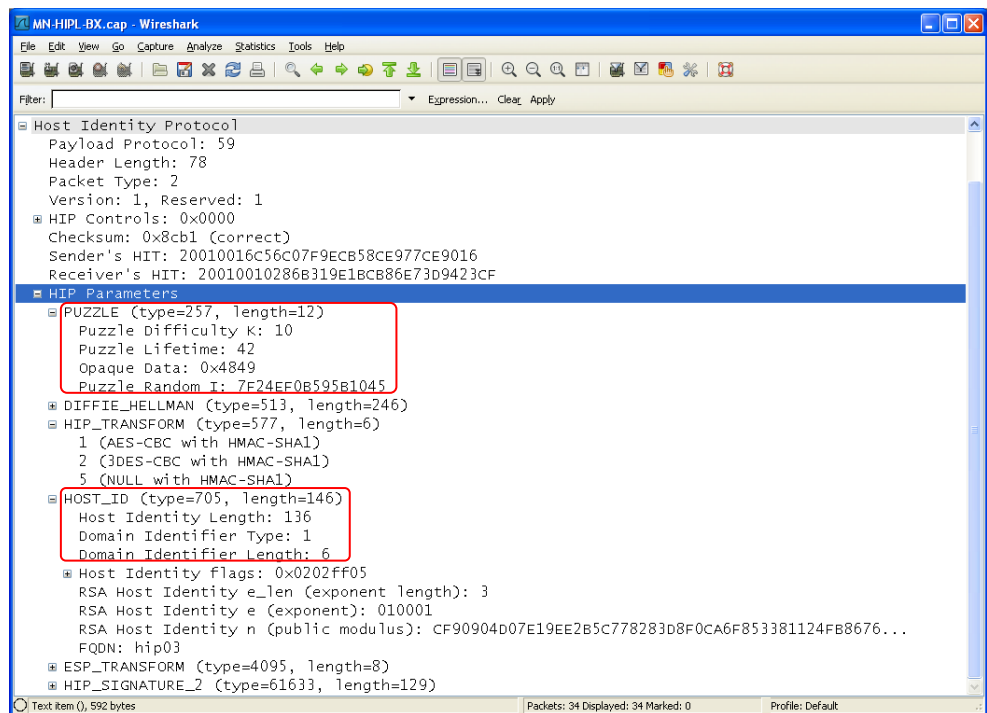 MN-HIPL-BX.cap - Wireshark
File Edit View Go Capture Analyze Statistics Tools Help
Filter: Expression... Clear Apply
Host Identity Protocol
Payload Protocol: 59
Header Length: 78
Packet Type: 2
Version: 1, Reserved: 1
HIP Controls: 0x0000
Checksum: 0x8cb1 (correct)
Sender's HIT: 20010016C56C07F9ECB58CE977CE9016
Receiver's HIT: 20010010286B319E1BCB86E73D9423CF
HIP Parameters
PUZZLE (type=257, length=12)
Puzzle Difficulty K: 10
Puzzle Lifetime: 42
Opaque Data: 0x4849
Puzzle Random I: 7F24EF0B595B1045
DIFFIE_HELLMAN (type=513, length=246)
HIP_TRANSFORM (type=577, length=6)
1 (AES-CBC with HMAC-SHA1)
2 (3DES-CBC with HMAC-SHA1)
5 (NULL with HMAC-SHA1)
HOST_ID (type=705, length=146)
Host Identity Length: 136
Domain Identifier Type: 1
Domain Identifier Length: 6
Host Identity flags: 0x0202ff05
RSA Host Identity e_len (exponent length): 3
RSA Host Identity e (exponent): 010001
RSA Host Identity n (public modulus): CF90904D07E19EE2B5C778283D8F0CA6F853381124FB8676...
FQDN: hip03
ESP_TRANSFORM (type=4095, length=8)
HIP_SIGNATURE_2 (type=61633, length=129)
Text item (), 592 bytes Packets: 34 Displayed: 34 Marked: 0 Profile: Default